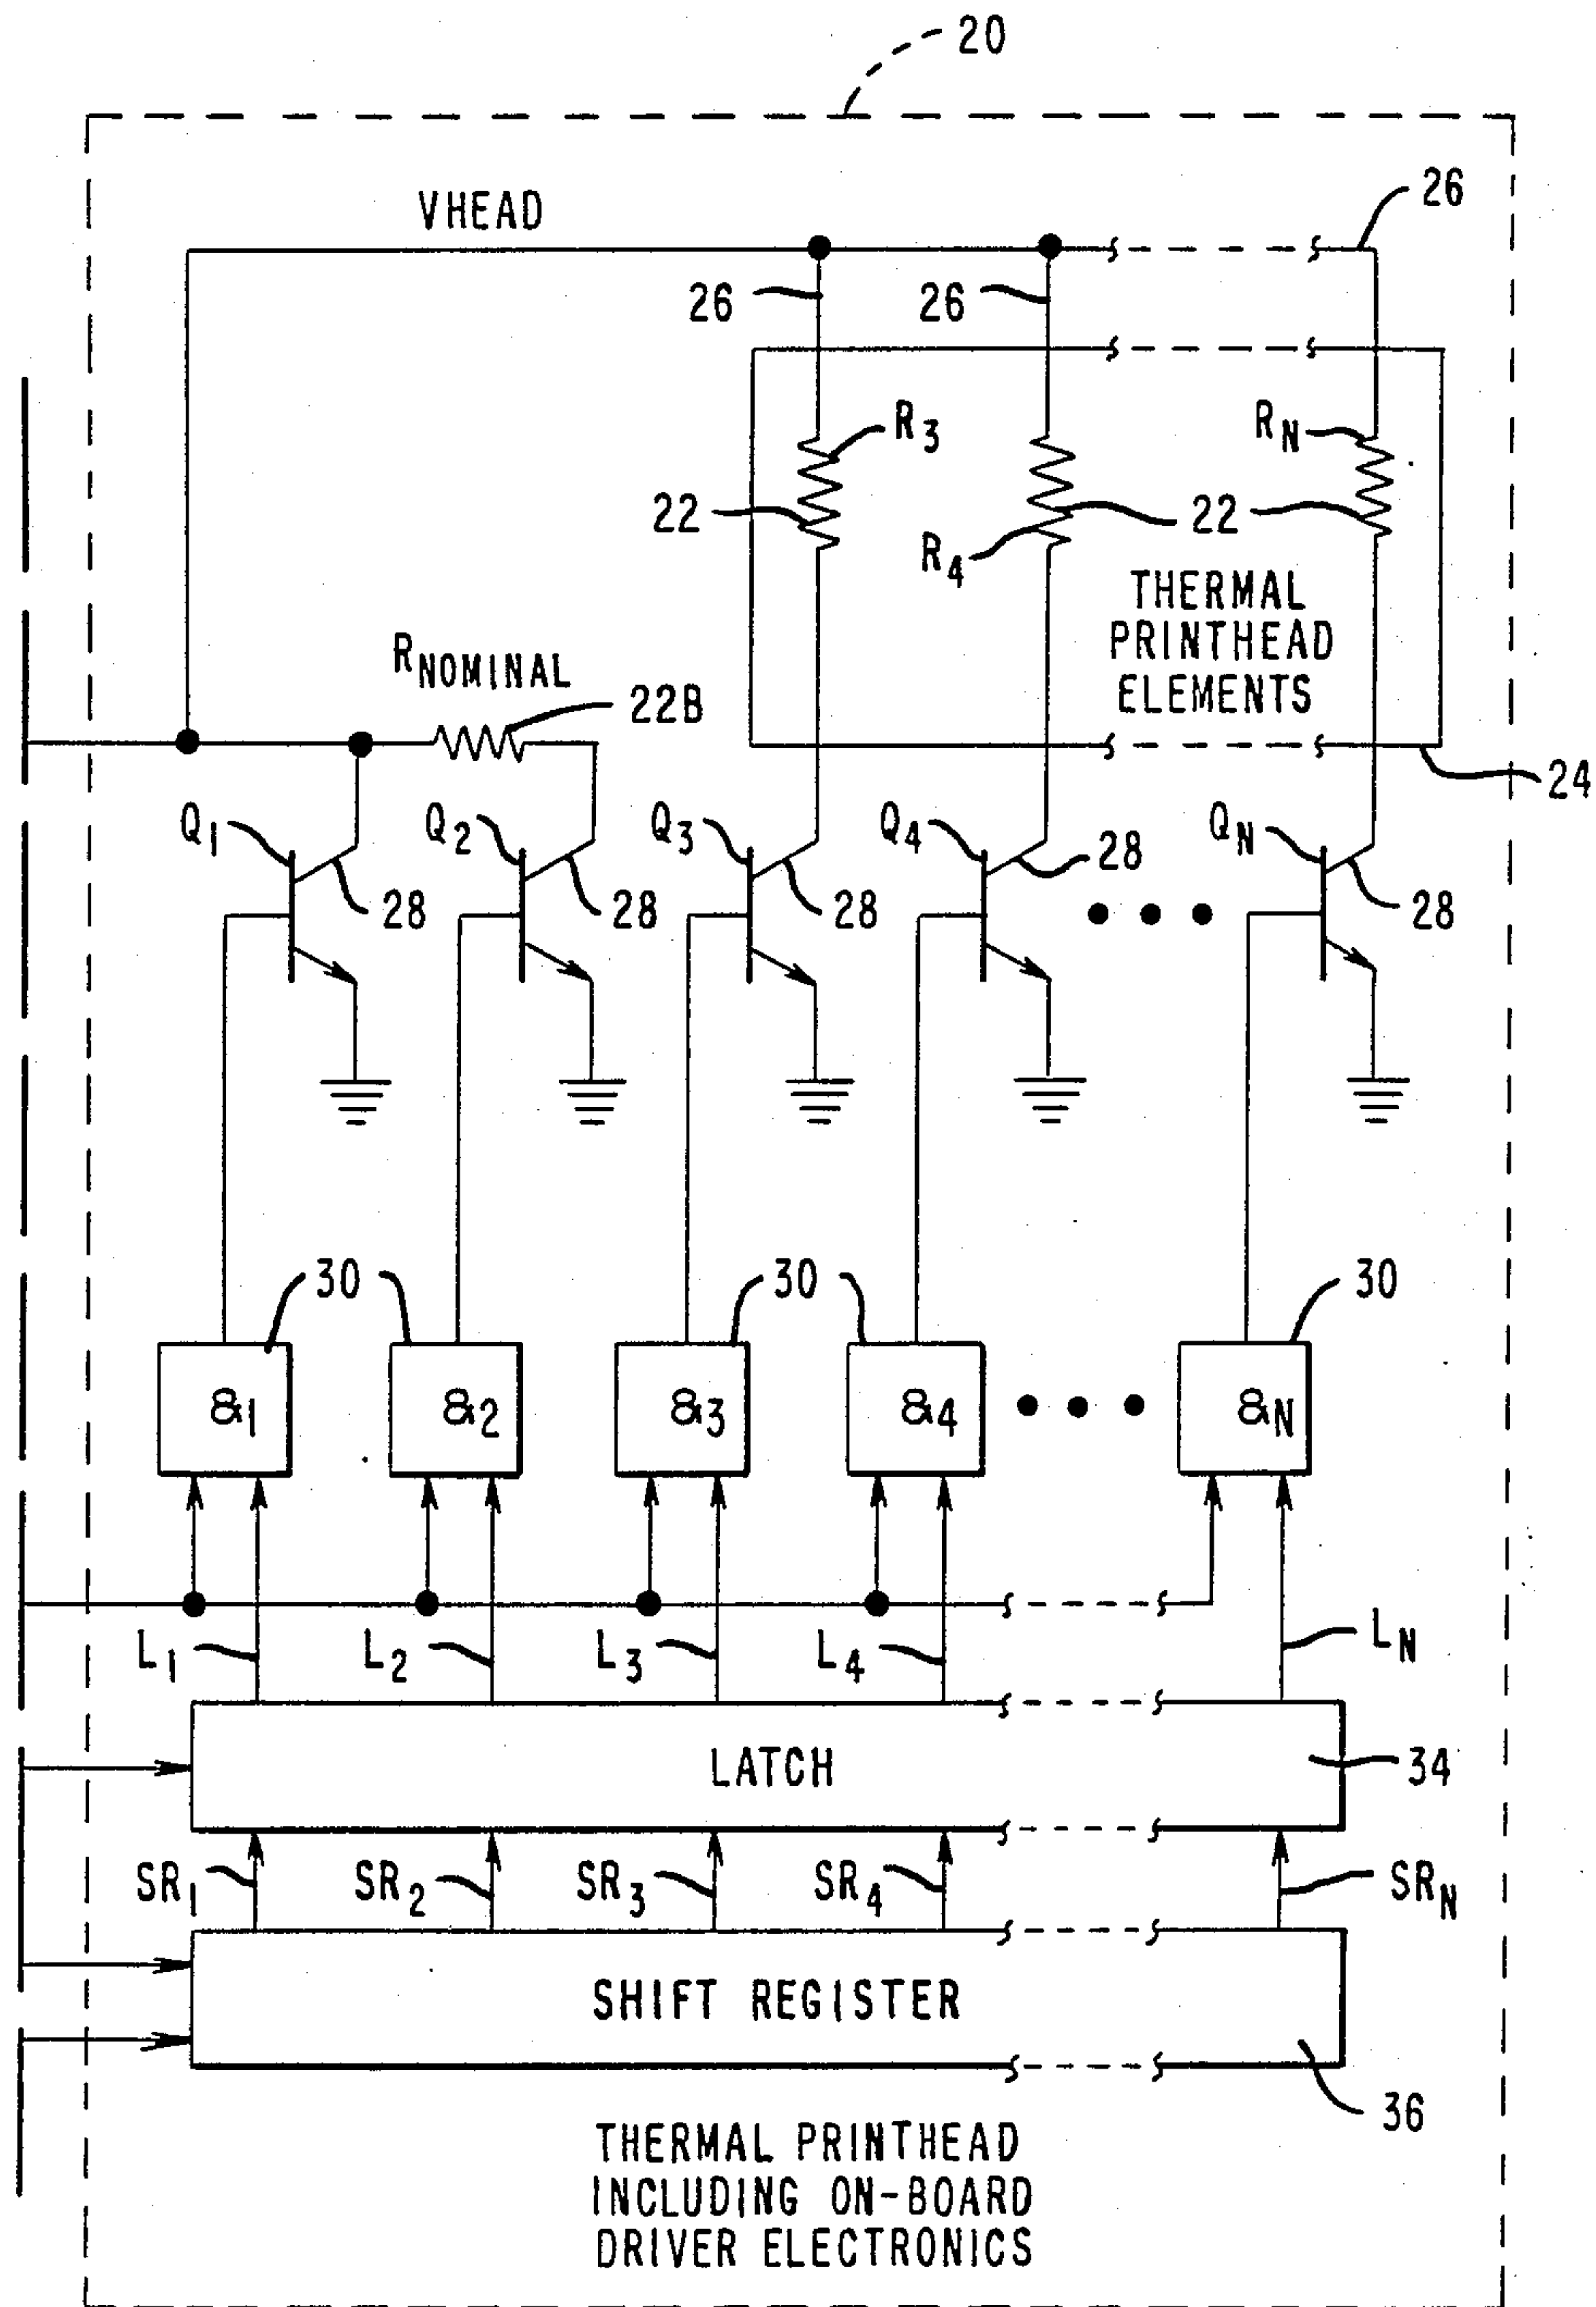 20
VHEAD
26
26 26
R3 RN
22 22
R4
THERMAL
PRINTHEAD
ELEMENTS
RNOMINAL
22B
24
Q1 Q2 Q3 Q4 QN
28 28 28 28 28
30 30 30
&1 &2 &3 &4 &N
L1 L2 L3 L4 LN
LATCH
34
SR1 SR2 SR3 SR4 SRN
SHIFT REGISTER
36
THERMAL PRINTHEAD
INCLUDING ON-BOARD
DRIVER ELECTRONICS